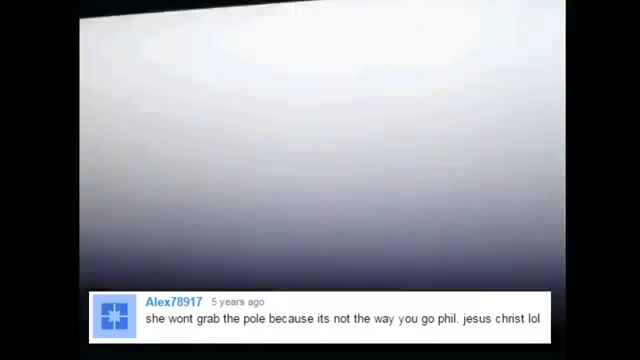 Alex78917 5 years ago
she wont grab the pole because its not the way you go phil. jesus christ lol